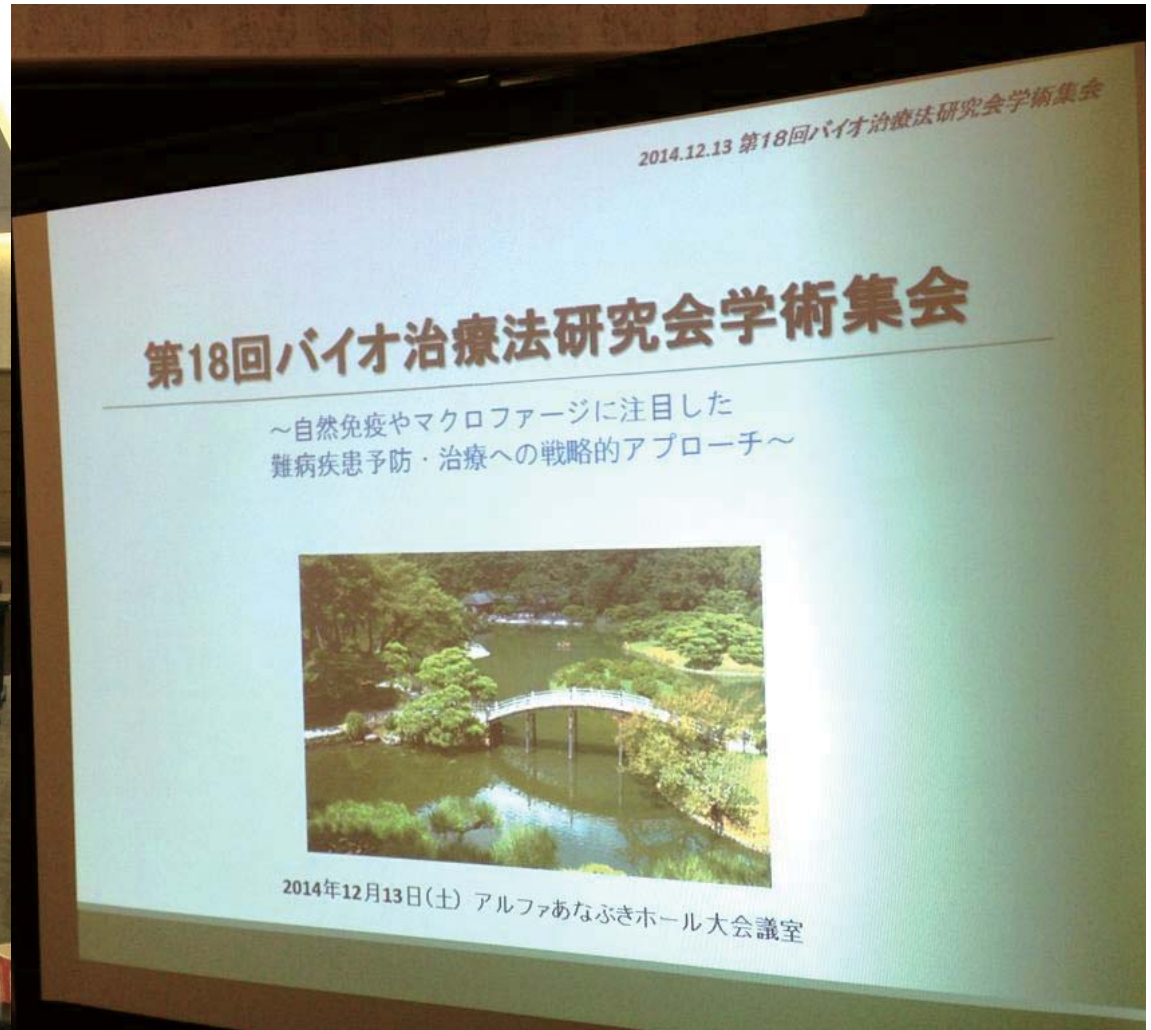 2014.12.13 第18回バイオ治療法研究会学術集会
第18回バイオ治療法研究会学術集会
～自然免疫やマクロファージに注目した
難病疾患予防・治療への戦略的アプローチ～
2014年12月13日(土) アルファあなぶきホール大会議室